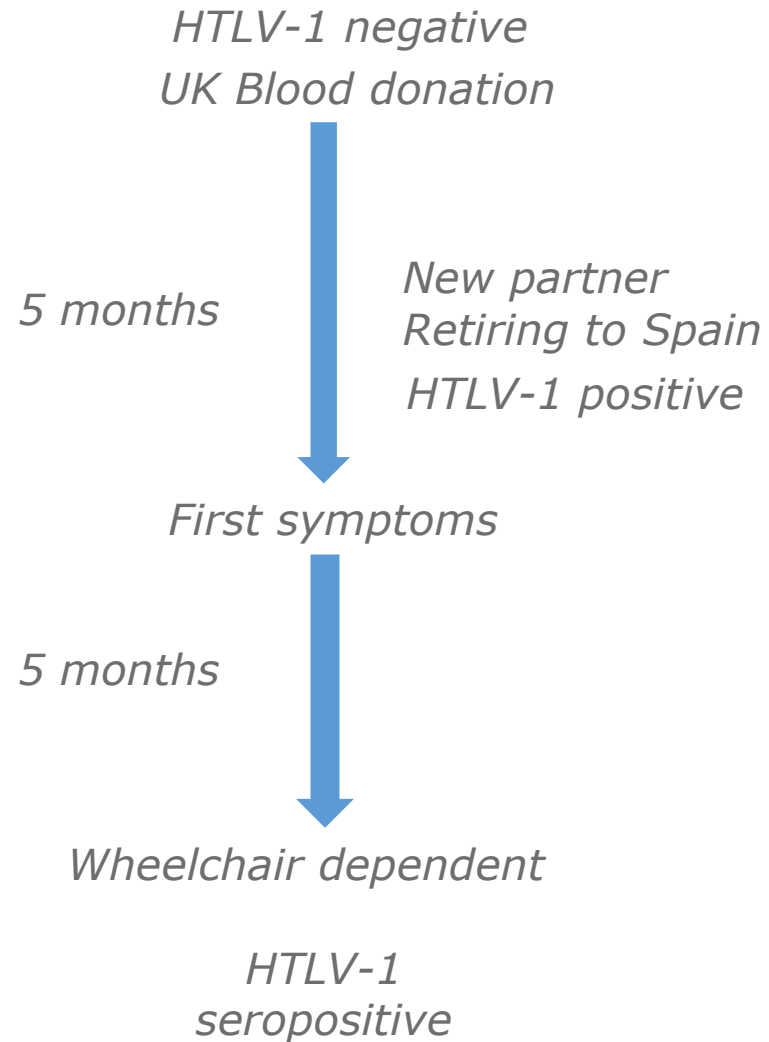 HTLV-1 negative
UK Blood donation
5 months
New partner
Retiring to Spain
HTLV-1 positive
First symptoms
5 months
Wheelchair dependent
HTLV-1
seropositive